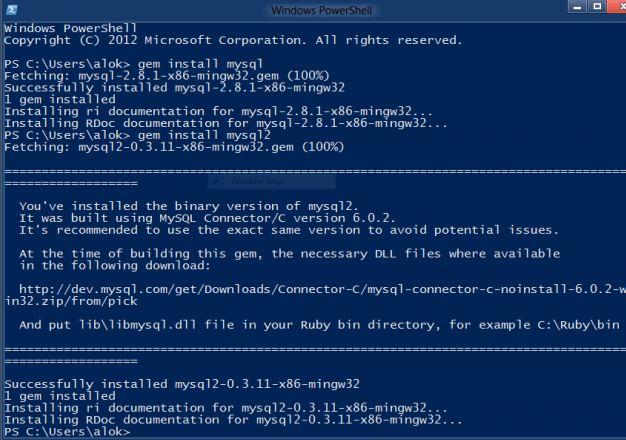 Windows PowerShell
Windows PowerShell
Copyright (C) 2012 Microsoft Corporation. All rights reserved.
PS C:\Users\alok> gem install mysql
Fetching: mysql-2.8.1-x86-mingw32.gem (100%)
Successfully installed mysql-2.8.1-x86-mingw32
1 gem installed
Installing ri documentation for mysql-2.8.1-x86-mingw32...
Installing RDoc documentation for mysql-2.8.1-x86-mingw32...
PS C:\Users\alok> gem install mysql2
Fetching: mysql2-0.3.11-x86-mingw32.gem (100%)
=============================================================================
==================
Window Snip
You've installed the binary version of mysql2.
It was built using MySQL Connector/C version 6.0.2.
It's recommended to use the exact same version to avoid potential issues.
At the time of building this gem, the necessary DLL files where available
in the following download:
http://dev.mysql.com/get/Downloads/Connector-C/mysql-connector-c-noinstall-6.0.2-w
in32.zip/from/pick
And put lib\libmysql.dll file in your Ruby bin directory, for example C:\Ruby\bin
=============================================================================
==================
Successfully installed mysql2-0.3.11-x86-mingw32
1 gem installed
Installing ri documentation for mysql2-0.3.11-x86-mingw32...
Installing RDoc documentation for mysql2-0.3.11-x86-mingw32...
PS C:\Users\alok>